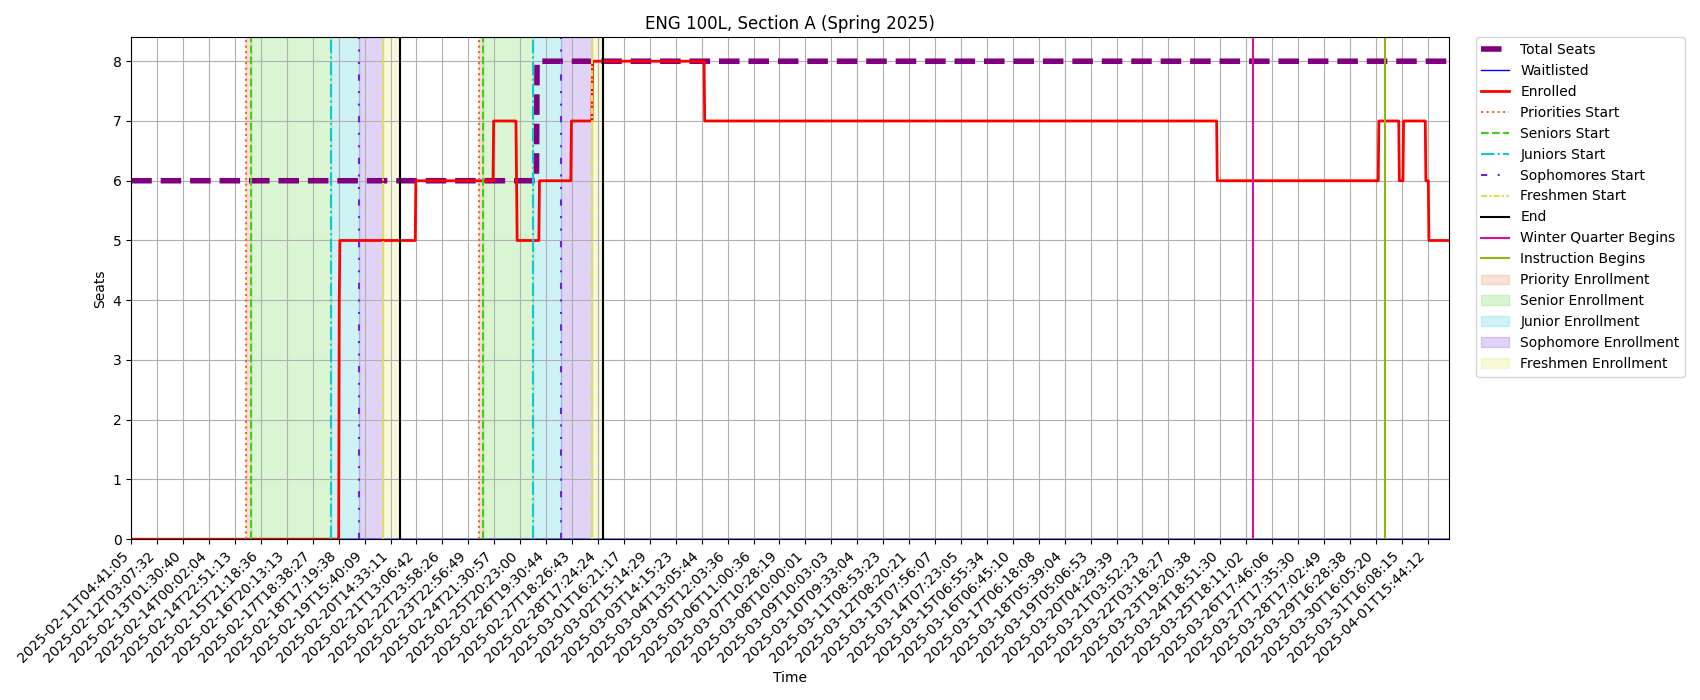 ENG 100L, Section A (Spring 2025)
Seats
8
7
6
5
4
3
2
1
0
2025-02-11T04:41:05
2025-02-12T03:07:32
2025-02-13T01:30:40
2025-02-14T00:02:04
2025-02-14T22:51:13
2025-02-15T21:18:36
2025-02-16T20:13:13
2025-02-17T18:38:27
2025-02-18T17:19:38
2025-02-19T15:40:09
2025-02-20T14:33:11
2025-02-21T13:06:42
2025-02-22T23:58:26
2025-02-23T22:56:49
2025-02-24T21:30:57
2025-02-25T20:23:00
2025-02-26T19:30:44
2025-02-27T18:26:43
2025-02-28T17:24:24
2025-03-01T16:21:17
2025-03-02T15:14:29
2025-03-03T14:15:23
2025-03-04T13:05:44
2025-03-05T12:03:36
2025-03-06T11:00:36
2025-03-07T10:28:19
2025-03-08T10:00:01
2025-03-09T10:03:03
2025-03-10T09:33:04
2025-03-11T08:53:23
2025-03-12T08:20:21
2025-03-13T07:56:07
2025-03-14T07:23:05
2025-03-15T06:55:34
2025-03-16T06:45:10
2025-03-17T06:18:08
2025-03-18T05:39:04
2025-03-19T05:06:53
2025-03-20T04:29:39
2025-03-21T03:52:23
2025-03-22T03:18:27
2025-03-23T19:20:38
2025-03-24T18:51:30
2025-03-25T18:11:02
2025-03-26T17:46:06
2025-03-27T17:35:30
2025-03-28T17:02:49
2025-03-29T16:28:38
2025-03-30T16:05:20
2025-03-31T16:08:15
2025-04-01T15:44:12
Time
Total Seats
Waitlisted
Enrolled
Priorities Start
Seniors Start
Juniors Start
Sophomores Start
Freshmen Start
End
Winter Quarter Begins
Instruction Begins
Priority Enrollment
Senior Enrollment
Junior Enrollment
Sophomore Enrollment
Freshmen Enrollment